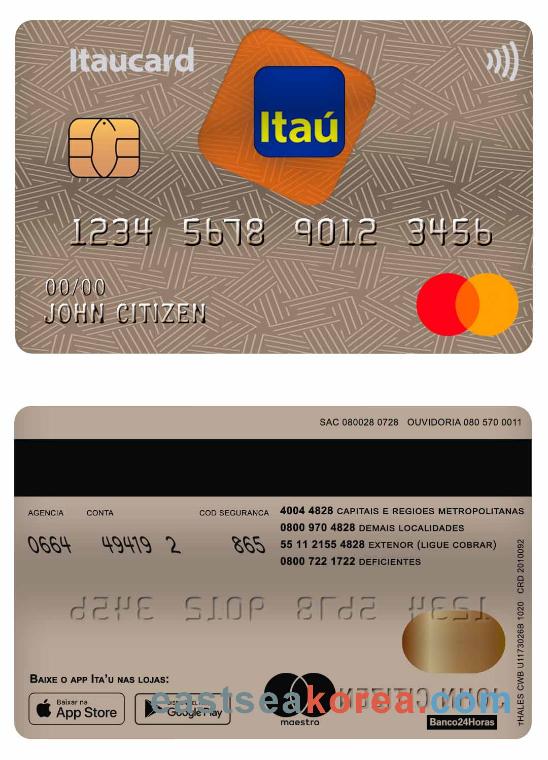 Itaucard
Itaú
1234 5678 9012 3456
00/00
JOHN CITIZEN
SAC 080028 0728 OUVIDORIA 080 570 0011
AGENCIA CONTA COD SEGURANCA
0664 49419 2 865
4004 4828 CAPITAIS E REGIOES METROPOLITANAS
0800 970 4828 DEMAIS LOCALIDADES
55 11 2155 4828 EXTENOR (LIGUE COBRAR)
0800 722 1722 DEFICIENTES
THALES CWB U1173026B 1020 CRD 2010092
1234 5678 9012 3456
BAIXE O APP ITA'U NAS LOJAS:
Baixar na
App Store
Google Play
maestro
JOHN CITIZEN
Banco24Horas
eastseakorea.com